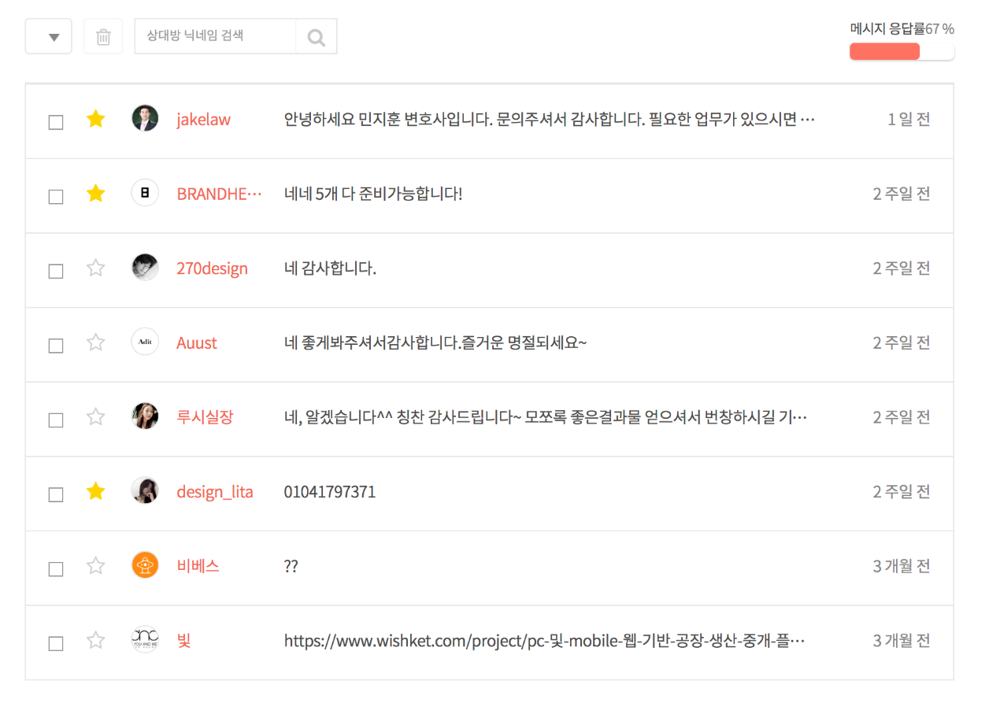 상대방 닉네임 검색
메시지 응답률67 %
jakelaw 안녕하세요 민지훈 변호사입니다. 문의주셔서 감사합니다. 필요한 업무가 있으시면 ⋯ 1 일 전
BRANDHE⋯ 네네 5개 다 준비가능합니다! 2 주일 전
270design 네 감사합니다. 2 주일 전
Adit Auust 네 좋게봐주셔서감사합니다.즐거운 명절되세요~ 2 주일 전
루시실장 네, 알겠습니다^^ 칭찬 감사드립니다~ 모쪼록 좋은결과물 얻으셔서 번창하시길 기⋯ 2 주일 전
design_lita 01041797371 2 주일 전
비베스 ?? 3 개월 전
YOU AND ME
빛 https://www.wishket.com/project/pc-및-mobile-웹-기반-공장-생산-중개-플⋯ 3 개월 전